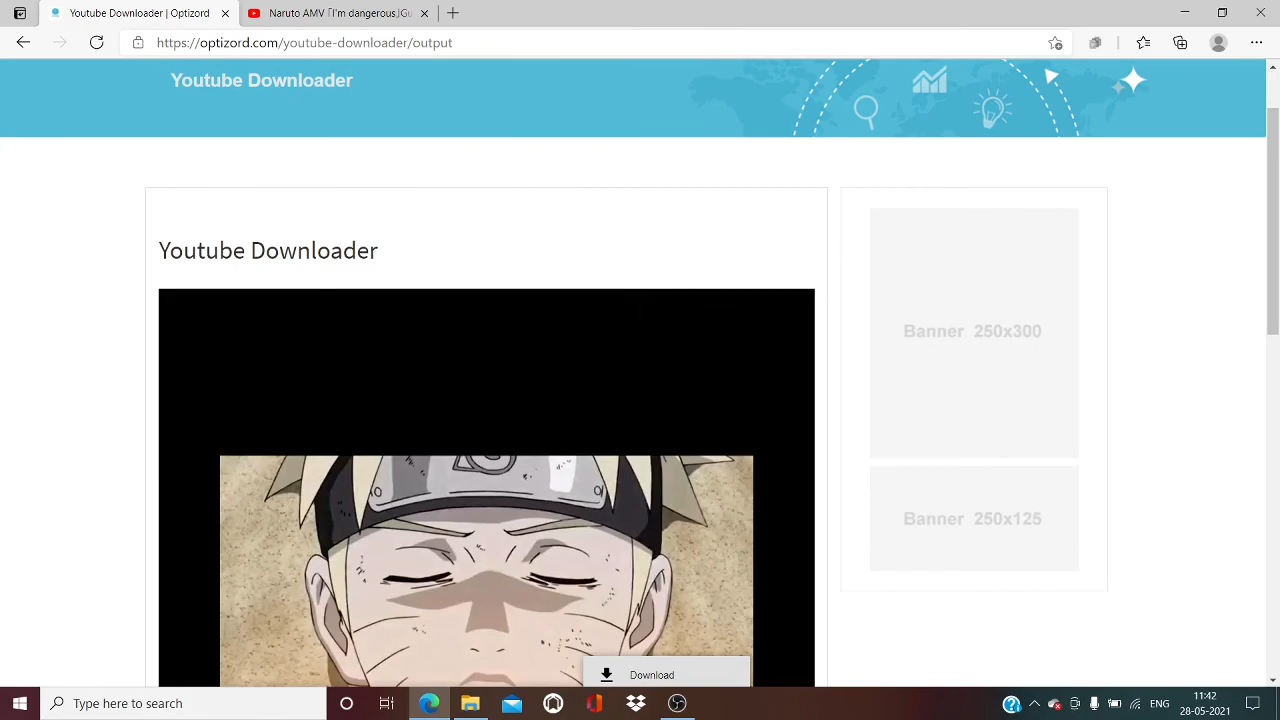 Youtube Downloader | Optizord
Naruto AMV「I'm dangerous」Gu
https://optizord.com/youtube-downloader/output
Youtube Downloader
Youtube Downloader
Banner 250x300
Banner 250x125
Download
Type here to search
11:42
28-05-2021